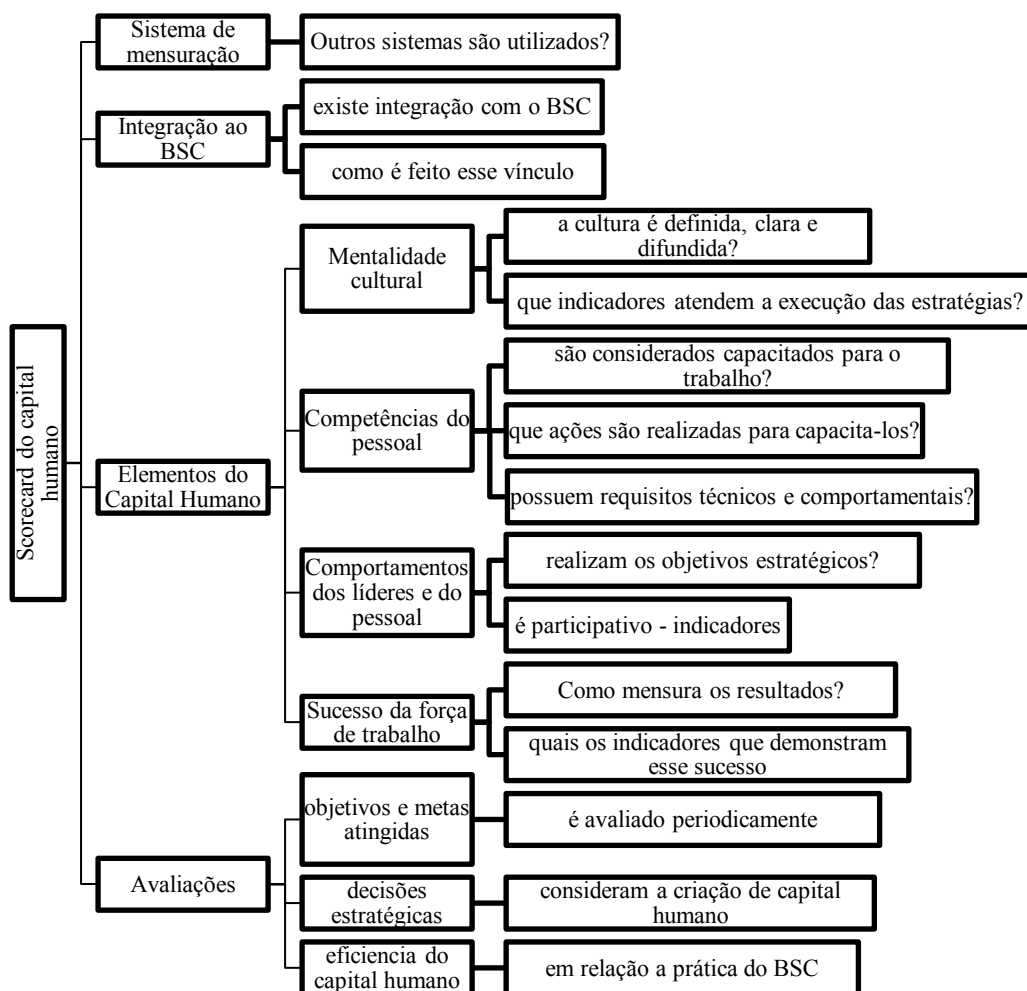 Scorecard do capital
humano
Sistema de
mensuração
Outros sistemas são utilizados?
Integração ao
BSC
existe integração com o BSC
como é feito esse vínculo
Elementos do
Capital Humano
Mentalidade
cultural
a cultura é definida, clara e
difundida?
que indicadores atendem a execução das estratégias?
Competências do
pessoal
são considerados capacitados para o
trabalho?
que ações são realizadas para capacita-los?
possuem requisitos técnicos e comportamentais?
Comportamentos
dos líderes e do
pessoal
realizam os objetivos estratégicos?
é participativo - indicadores
Sucesso da força
de trabalho
Como mensura os resultados?
quais os indicadores que demonstram
esse sucesso
Avaliações
objetivos e metas
atingidas
é avaliado periodicamente
decisões
estratégicas
consideram a criação de capital
humano
eficiencia do
capital humano
em relação a prática do BSC